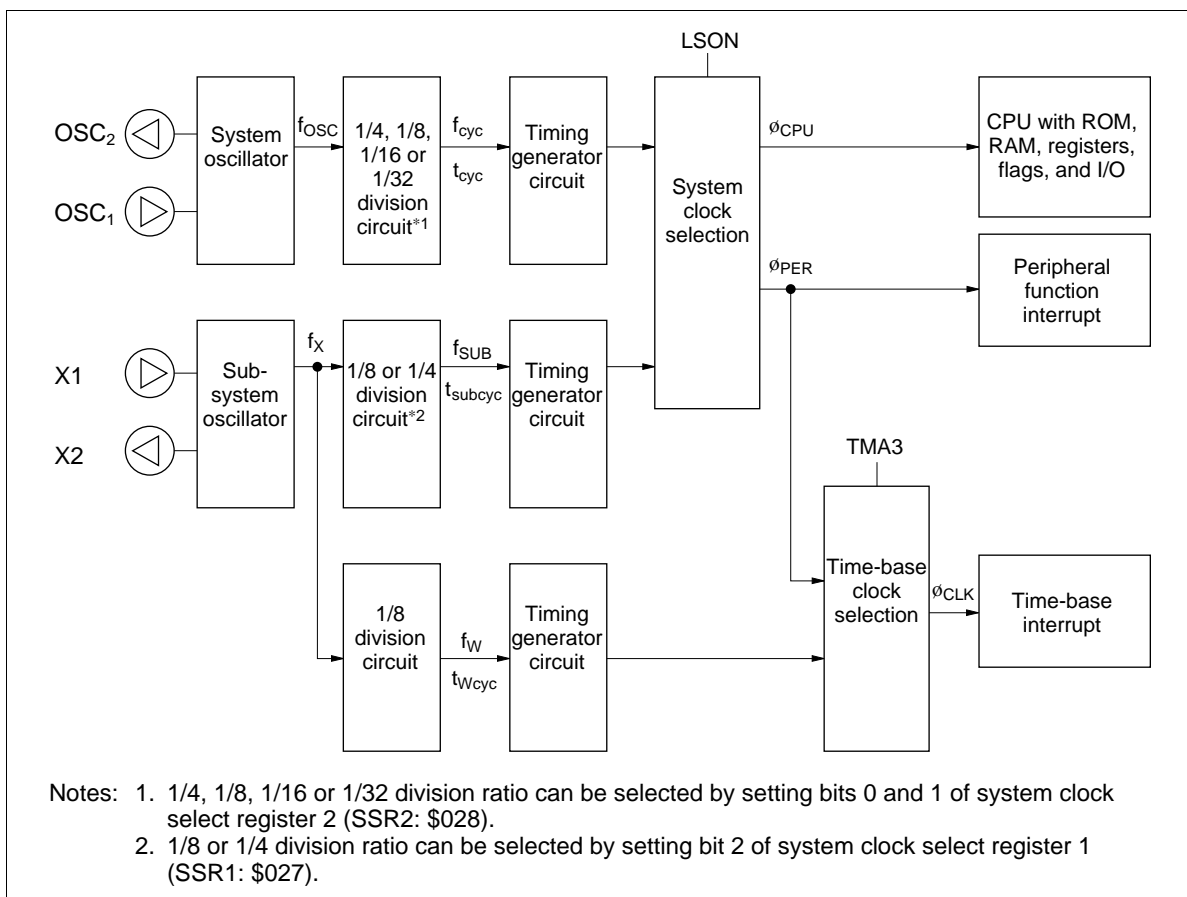 LSON
OSC2
OSC1
System
oscillator
fOSC
1/4, 1/8,
1/16 or
1/32
division
circuit*1
fcyc
tcyc
Timing
generator
circuit
System
clock
selection
øCPU
øPER
CPU with ROM,
RAM, registers,
flags, and I/O
Peripheral
function
interrupt
X1
X2
Sub-
system
oscillator
fX
1/8 or 1/4
division
circuit*2
fSUB
tsubcyc
Timing
generator
circuit
TMA3
1/8
division
circuit
fW
tWcyc
Timing
generator
circuit
Time-base
clock
selection
øCLK
Time-base
interrupt
Notes: 1. 1/4, 1/8, 1/16 or 1/32 division ratio can be selected by setting bits 0 and 1 of system clock
select register 2 (SSR2: $028).
2. 1/8 or 1/4 division ratio can be selected by setting bit 2 of system clock select register 1
(SSR1: $027).